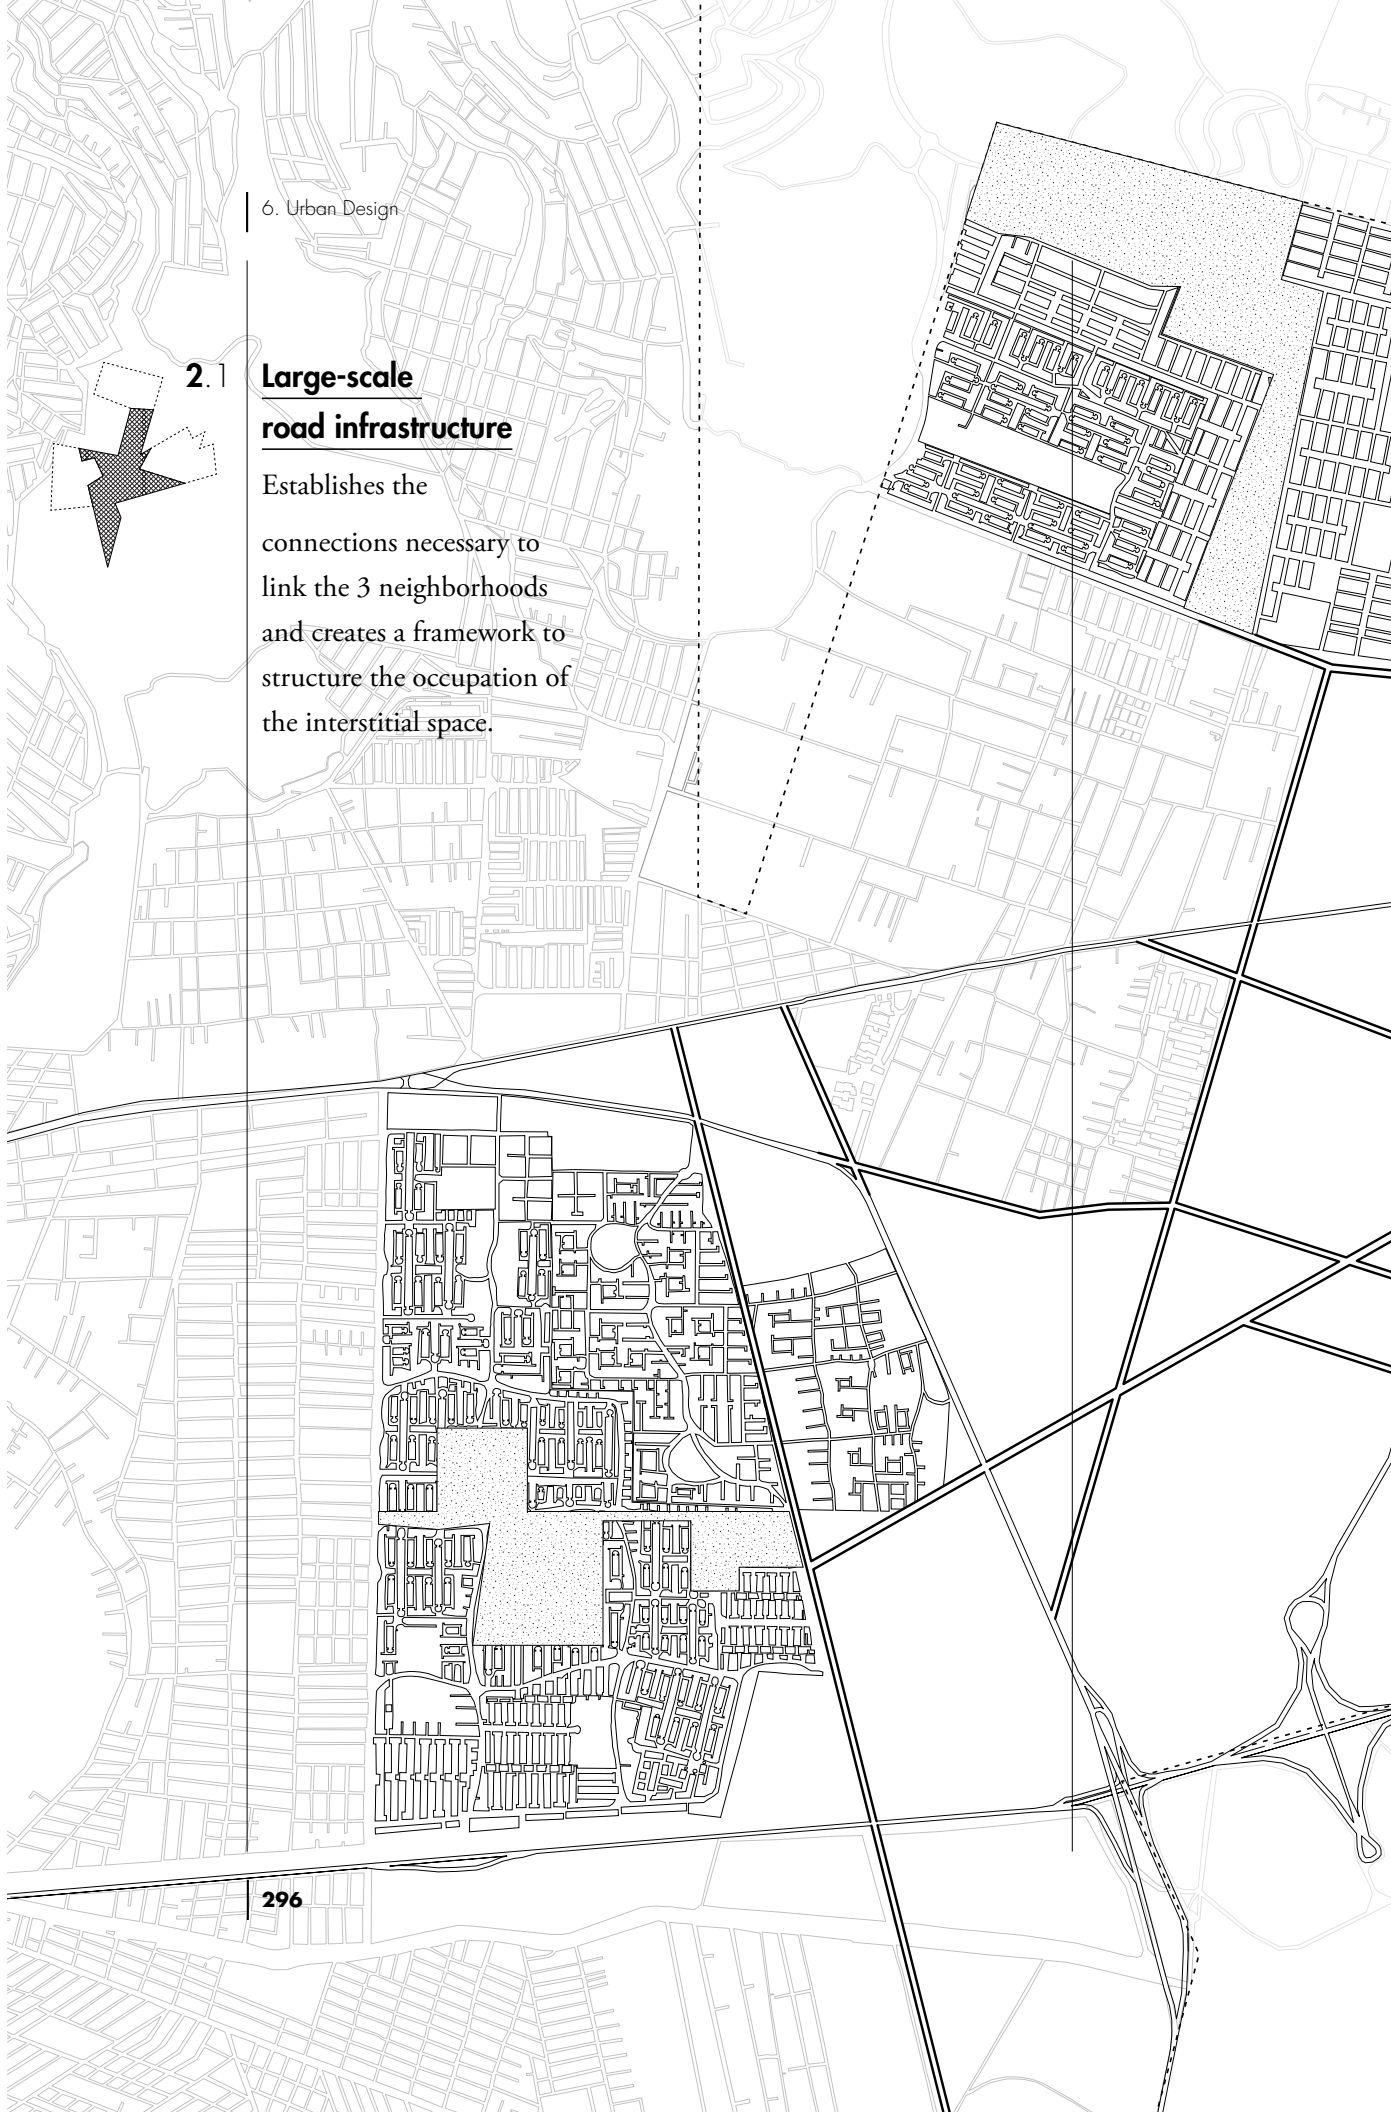 6. Urban Design
2.1 Large-scale
road infrastructure
Establishes the
connections necessary to
link the 3 neighborhoods
and creates a framework to
structure the occupation of
the interstitial space.
296